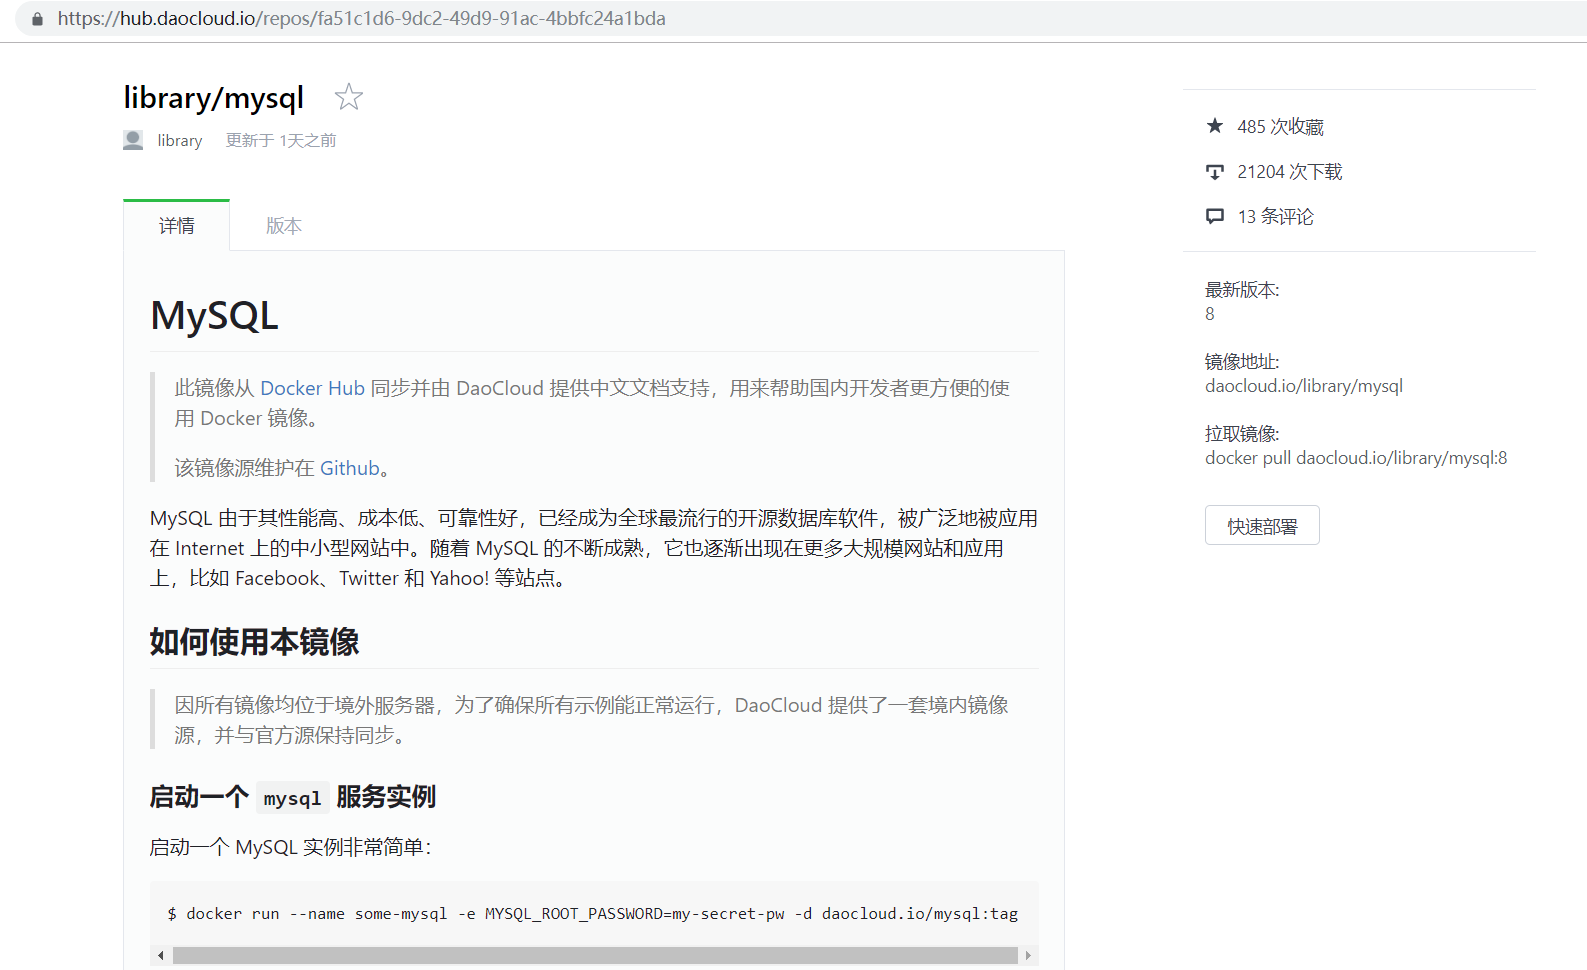 https://hub.daocloud.io/repos/fa51c1d6-9dc2-49d9-91ac-4bbfc24a1bda
library/mysql
library 更新于 1天之前
详情 版本
MySQL
此镜像从 Docker Hub 同步并由 DaoCloud 提供中文文档支持，用来帮助国内开发者更方便的使
用 Docker 镜像。
该镜像源维护在 Github。
MySQL 由于其性能高、成本低、可靠性好，已经成为全球最流行的开源数据库软件，被广泛地被应用
在 Internet 上的中小型网站中。随着 MySQL 的不断成熟，它也逐渐出现在更多大规模网站和应用
上，比如 Facebook、Twitter 和 Yahoo! 等站点。
如何使用本镜像
因所有镜像均位于境外服务器，为了确保所有示例能正常运行，DaoCloud 提供了一套境内镜像
源，并与官方源保持同步。
启动一个 mysql 服务实例
启动一个 MySQL 实例非常简单：
$ docker run --name some-mysql -e MYSQL_ROOT_PASSWORD=my-secret-pw -d daocloud.io/mysql:tag
485 次收藏
21204 次下载
13 条评论
最新版本:
8
镜像地址:
daocloud.io/library/mysql
拉取镜像:
docker pull daocloud.io/library/mysql:8
快速部署